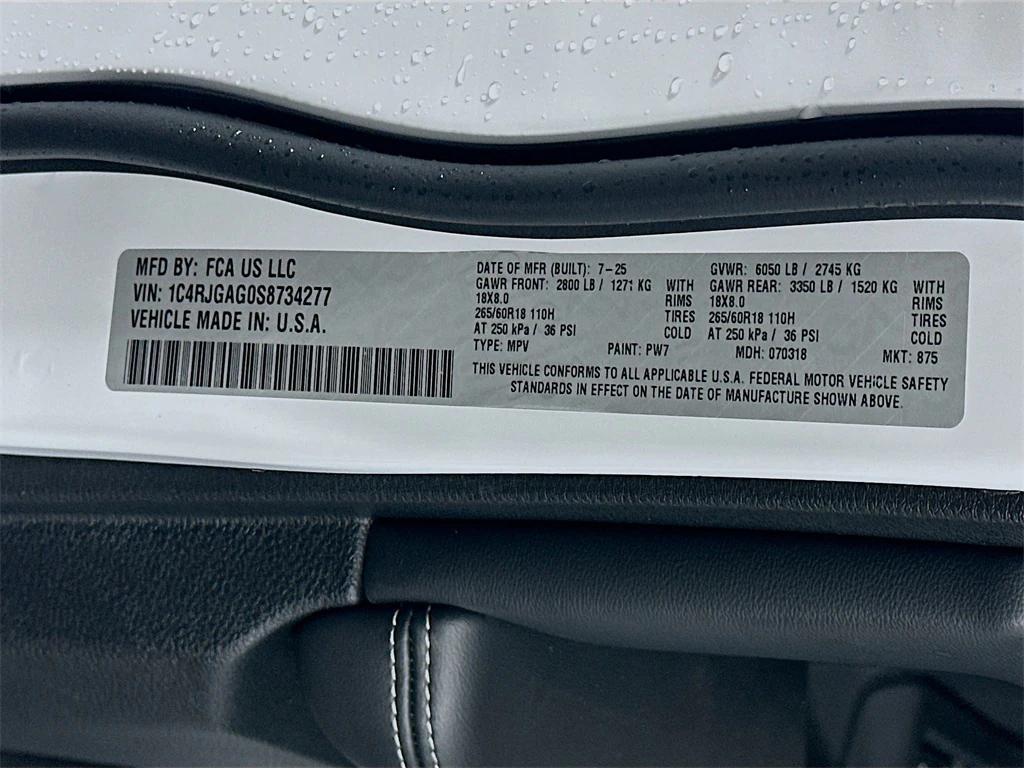 MFD BY: FCA US LLC
VIN: 1C4RJGAG0S8734277
VEHICLE MADE IN: U.S.A.
DATE OF MFR (BUILT): 7-25 GVWR: 6050 LB / 2745 KG
GAWR FRONT: 2800 LB / 1271 KG WITH GAWR REAR: 3350 LB / 1520 KG WITH
18X8.0 RIMS 18X8.0 RIMS
265/60R18 110H TIRES 265/60R18 110H TIRES
AT 250 kPa / 36 PSI COLD AT 250 kPa / 36 PSI COLD
TYPE: MPV PAINT: PW7 MDH: 070318 MKT: 875
THIS VEHICLE CONFORMS TO ALL APPLICABLE U.S.A. FEDERAL MOTOR VEHICLE SAFETY
STANDARDS IN EFFECT ON THE DATE OF MANUFACTURE SHOWN ABOVE.